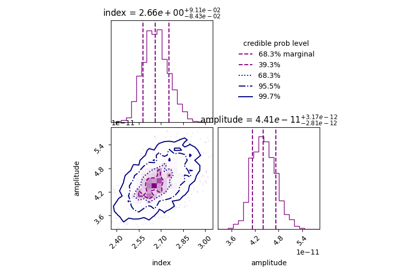 index = 2.66e+00 +9.11e−02 −8.43e−02
credible prob level
68.3% marginal
39.3%
68.3%
95.5%
99.7%
amplitude = 4.41e−11 +3.17e−12 −2.81e−12
1e−11
5.4
4.8
4.2
3.6
amplitude
2.40 2.55 2.70 2.85 3.00
index
3.6 4.2 4.8 5.4
1e−11
amplitude